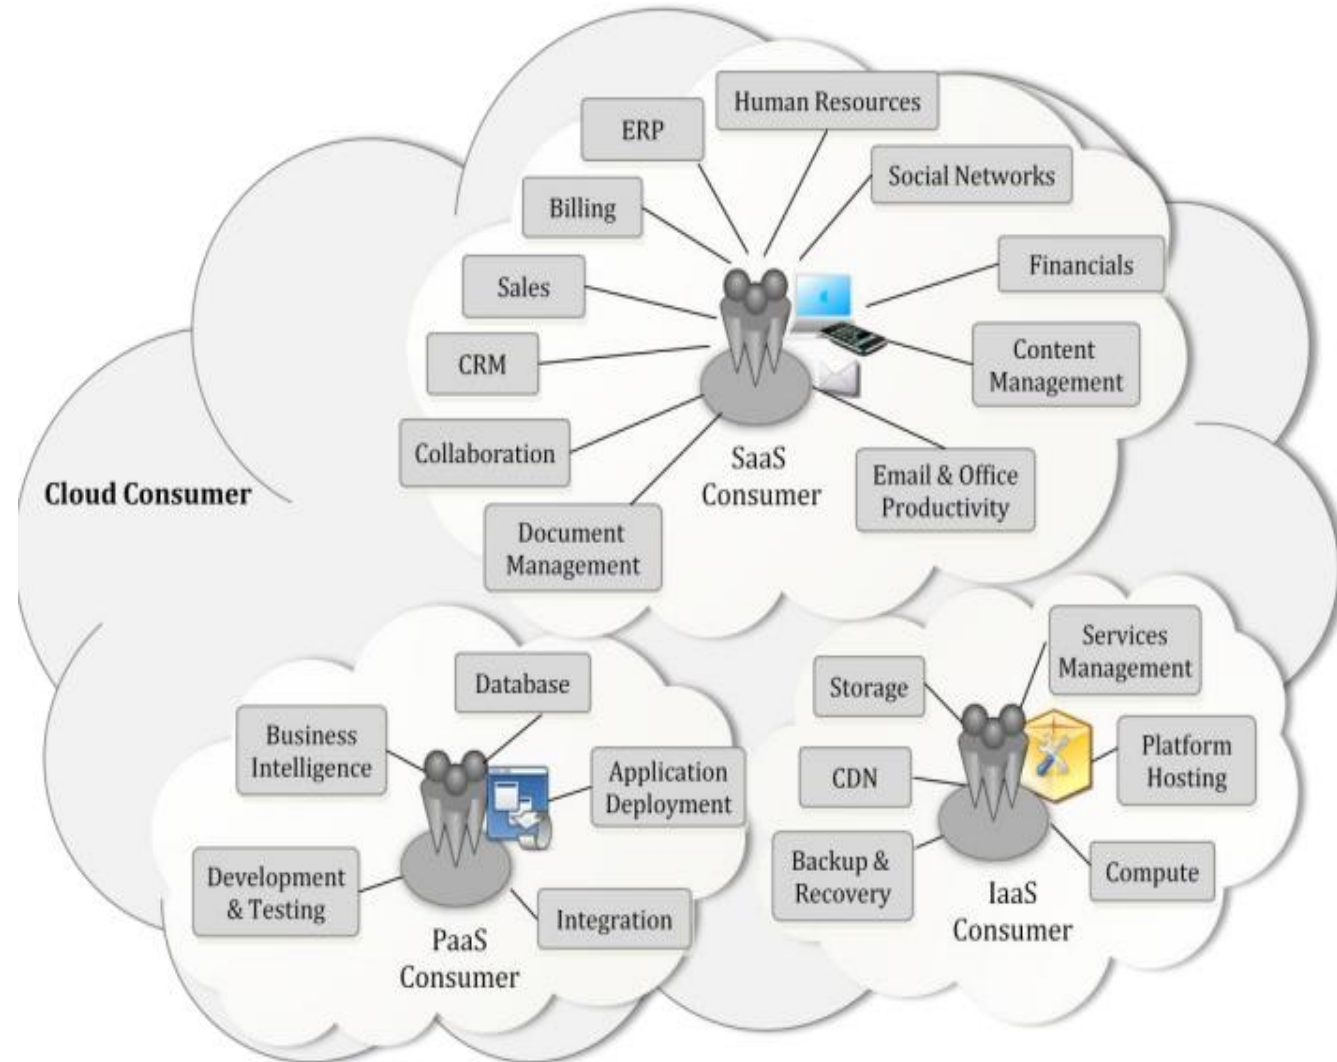 Human Resources
ERP
Social Networks
Billing
Financials
Sales
Content
Management
CRM
Collaboration
SaaS
Consumer
Email & Office
Productivity
Cloud Consumer
Document
Management
Database
Business
Intelligence
Application
Deployment
Development
& Testing
Integration
PaaS
Consumer
Services
Management
Storage
Platform
Hosting
CDN
Backup &
Recovery
Compute
IaaS
Consumer